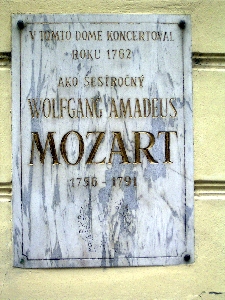 V TOMTO DOME KONCERTOVAL
ROKU 1762
AKO ŠESŤROČNÝ
WOLFGANG AMADEUS
MOZART
1756 - 1791